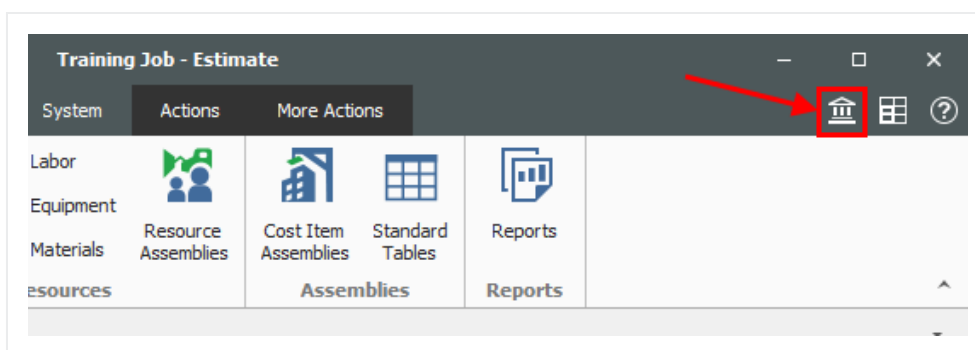 Training Job - Estimate
System Actions More Actions
Labor
Equipment
Materials
Resource
Assemblies
Cost Item
Assemblies
Standard
Tables
Reports
esources Assemblies Reports